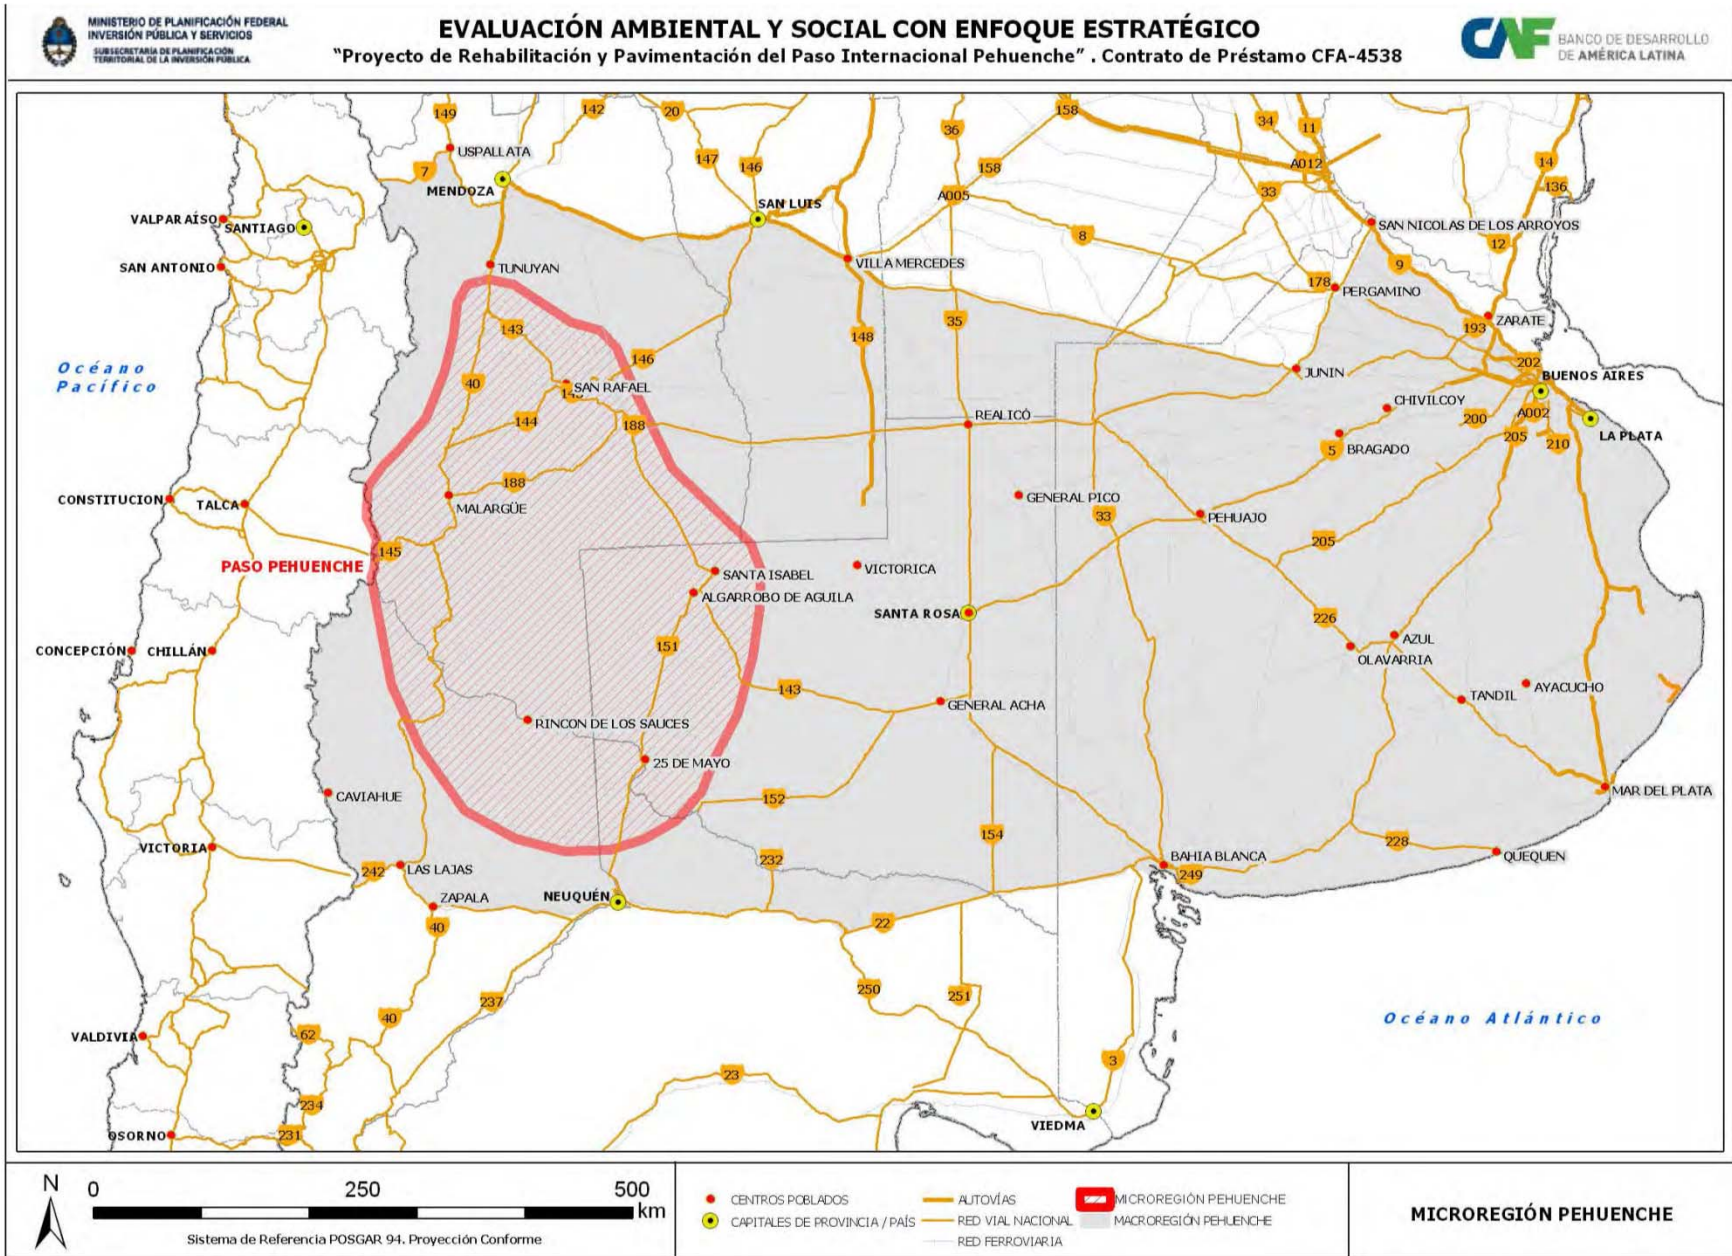 MINISTERIO DE PLANIFICACIÓN FEDERAL
INVERSIÓN PÚBLICA Y SERVICIOS
SUBSECRETARÍA DE PLANIFICACIÓN
TERRITORIAL DE LA INVERSIÓN PÚBLICA
EVALUACIÓN AMBIENTAL Y SOCIAL CON ENFOQUE ESTRATÉGICO
"Proyecto de Rehabilitación y Pavimentación del Paso Internacional Pehuenche" . Contrato de Préstamo CFA-4538
CAF BANCO DE DESARROLLO
DE AMÉRICA LATINA
149
142
20
36
158
34
11
USPALLATA
7
147
146
158
A012
14
MENDOZA
33
136
A005
SAN LUIS
VALPARAÍSO
SANTIAGO
8
SAN NICOLAS DE LOS ARROYOS
12
SAN ANTONIO
TUNUYAN
VILLA MERCEDES
9
178
PERGAMINO
143
35
193
ZARATE
148
Océano
Pacífico
146
202
JUNIN
BUENOS AIRES
40
SAN RAFAEL
143
CHIVILCOY
A002
144
188
REALICÓ
200
205
210
LA PLATA
5
BRAGADO
188
CONSTITUCION
TALCA
MALARGÜE
GENERAL PICO
33
PEHUAJO
145
205
PASO PEHUENCHE
SANTA ISABEL
VICTORICA
ALGARROBO DE AGUILA
SANTA ROSA
226
AZUL
CONCEPCIÓN
CHILLÁN
151
OLAVARRIA
143
GENERAL ACHA
TANDIL
AYACUCHO
RINCON DE LOS SAUCES
25 DE MAYO
CAVIAHUE
152
MAR DEL PLATA
154
VICTORIA
228
232
BAHIA BLANCA
QUEQUEN
242
LAS LAJAS
249
ZAPALA
NEUQUÉN
40
22
237
250
251
40
Océano Atlántico
VALDIVIA
62
3
23
234
VIEDMA
OSORNO
231
N
0 250 500
km
Sistema de Referencia POSGAR 94. Proyección Conforme
CENTROS POBLADOS
CAPITALES DE PROVINCIA / PAÍS
AUTOVÍAS
RED VIAL NACIONAL
RED FERROVIARIA
MICROREGIÓN PEHUENCHE
MACROREGIÓN PEHUENCHE
MICROREGIÓN PEHUENCHE